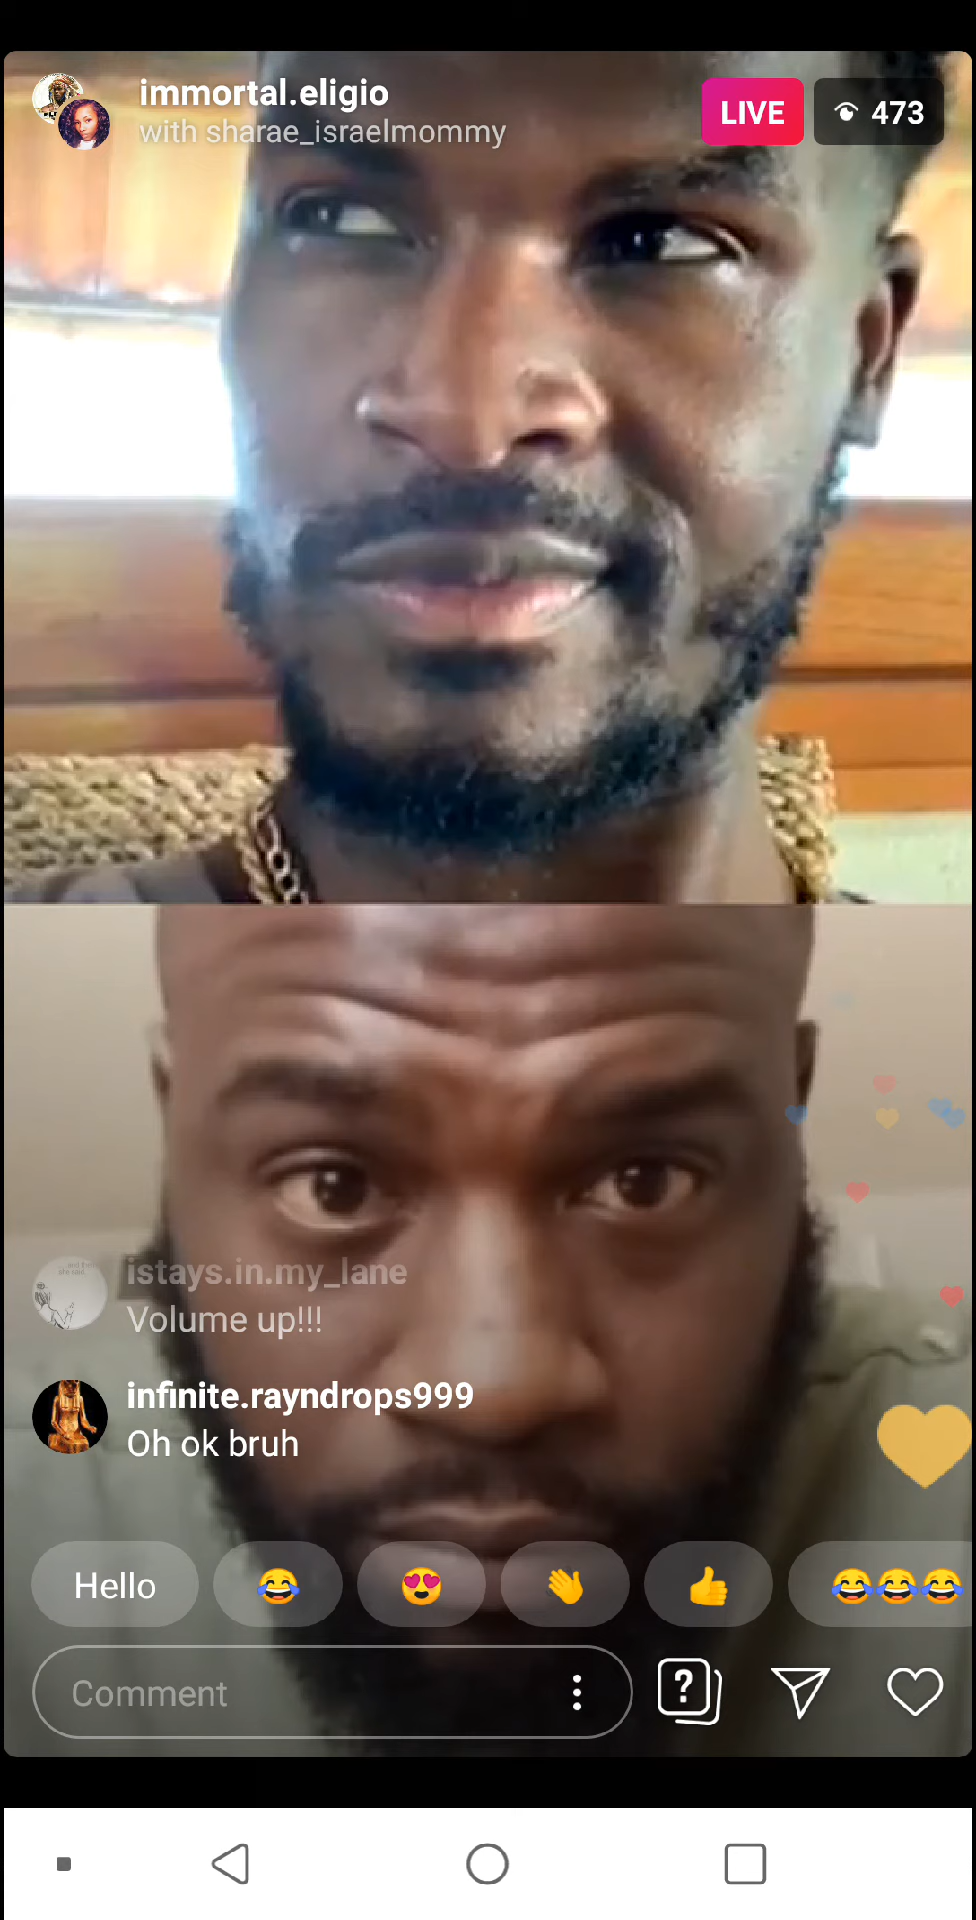 immortal.eligio
with sharae_israelmommy
LIVE
473
istays.in.my_lane
Volume up!!!
infinite.rayndrops999
Oh ok bruh
Hello
😂
😍
👋
👍
😂😂😂
Comment
?